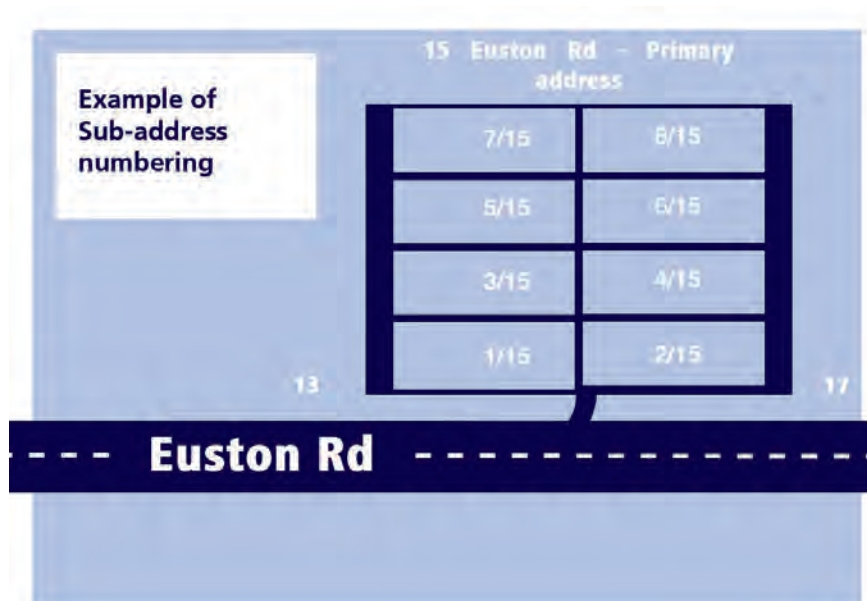 15 Euston Rd – Primary
address
Example of
Sub-address
numbering
7/15 8/15
5/15 6/15
3/15 4/15
1/15 2/15
13 17
Euston Rd